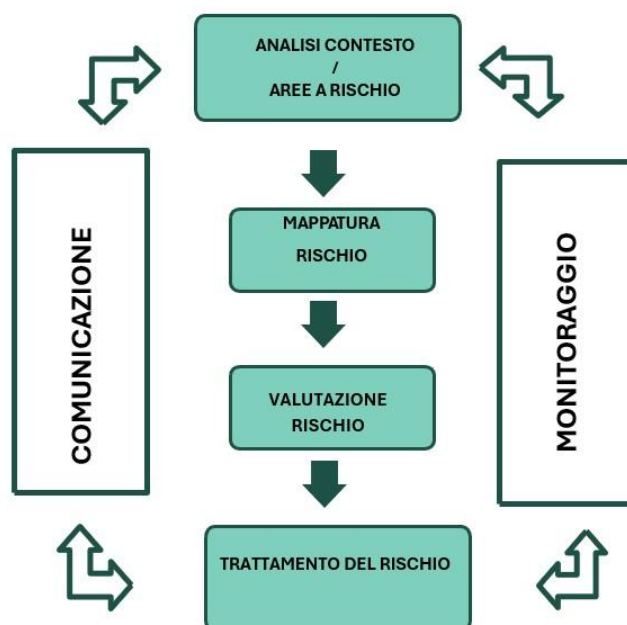 ANALISI CONTESTO
/
AREE A RISCHIO
COMUNICAZIONE
MAPPATURA
RISCHIO
MONITORAGGIO
VALUTAZIONE
RISCHIO
TRATTAMENTO DEL RISCHIO